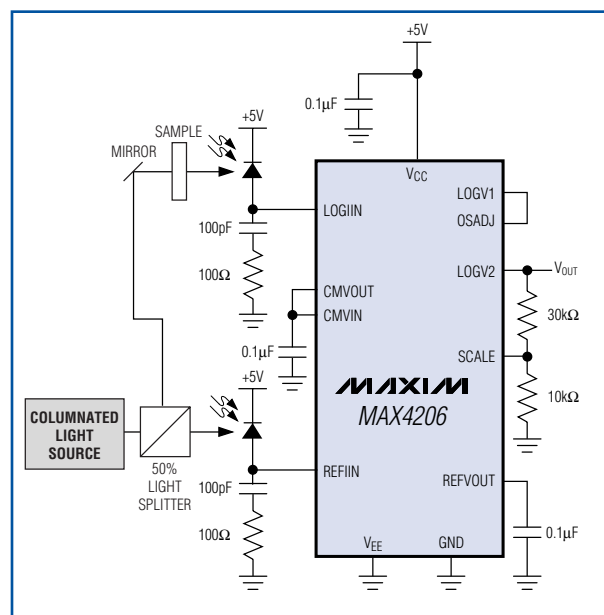 +5V
0.1µF
+5V
SAMPLE
MIRROR
VCC
LOGIIN
LOGV1
OSADJ
100pF
100Ω
LOGV2
VOUT
CMVOUT
CMVIN
30kΩ
0.1µF
SCALE
+5V
MAXIM
MAX4206
10kΩ
COLUMNATED
LIGHT
SOURCE
50%
LIGHT
SPLITTER
REFIIN
REFVOUT
100pF
100Ω
0.1µF
VEE
GND